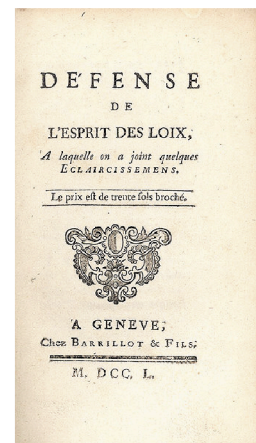 DÉFENSE
DE
L'ESPRIT DES LOIX,
A laquelle on a joint quelques
ECLAIRCISSEMENS.
Le prix est de trente sols broché.
A GENEVE,
Chez BARRILLOT & FILS.
M. DCC. L.